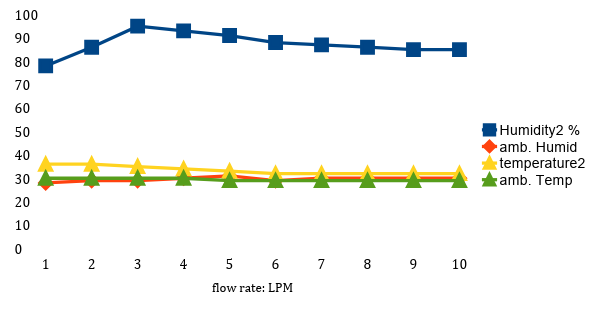 100
90
80
70
60
50
40
30
20
10
0
1 2 3 4 5 6 7 8 9 10
flow rate: LPM
Humidity2 %
amb. Humid
temperature2
amb. Temp